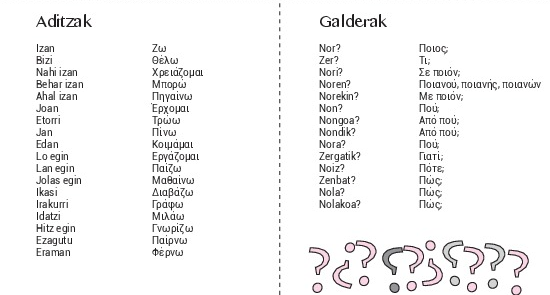 Aditzak
Izan Ζω
Bizi Θέλω
Nahi izan Χρειάζομαι
Behar izan Μπορώ
Ahal izan Πηγαίνω
Joan Έρχομαι
Etorri Τρώω
Jan Πίνω
Edan Κοιμάμαι
Lo egin Εργάζομαι
Lan egin Παίζω
Jolas egin Μαθαίνω
Ikasi Διαβάζω
Irakurri Γράφω
Idatzi Μιλάω
Hitz egin Γνωρίζω
Ezagutu Παίρνω
Eraman Φέρνω
Galderak
Nor? Ποιος;
Zer? Τι;
Nori? Σε ποιόν;
Noren? Ποιανού, ποιανής, ποιανών
Norekin? Με ποιόν;
Non? Πού;
Nongoa? Από πού;
Nondik? Από πού;
Nora? Πού;
Zergatik? Γιατί;
Noiz? Πότε;
Zenbat? Πώς;
Nola? Πώς;
Nolakoa? Πώς;